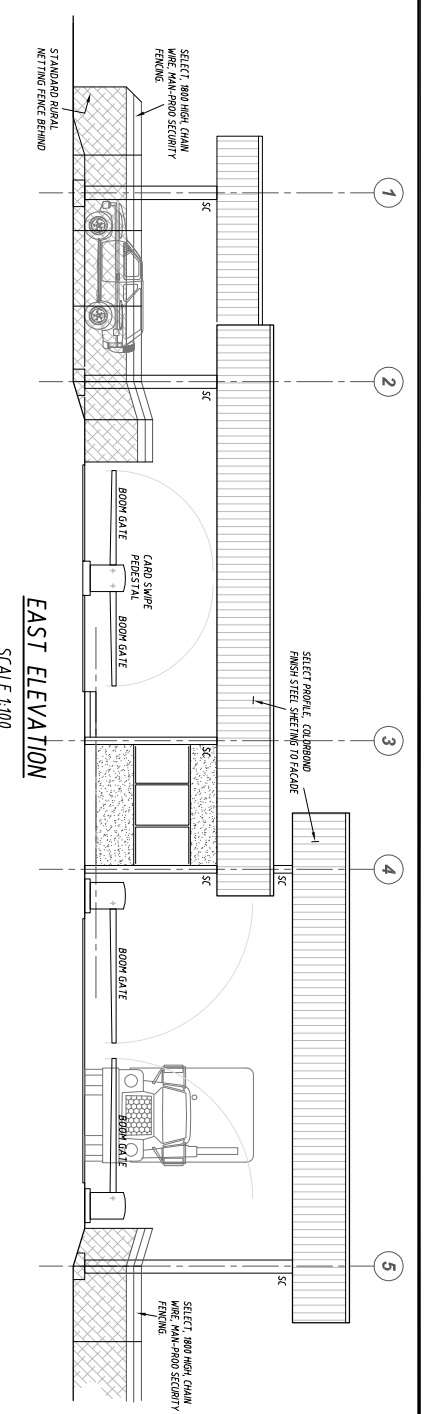 1
2
3
4
5
SELECT, 1800 HIGH, CHAIN
WIRE, MAN-PROO SECURITY
FENCING.
STANDARD RURAL
NETTING FENCE BEHIND
SC
SC
SC
SC
SC
SC
BOOM GATE
CARD SWIPE
PEDESTAL
BOOM GATE
SELECT PROFILE, COLORBOND
FINISH STEEL SHEETING TO FACADE
BOOM GATE
BOOM GATE
SELECT, 1800 HIGH, CHAIN
WIRE, MAN-PROO SECURITY
FENCING.
EAST ELEVATION
SCALE 1:100